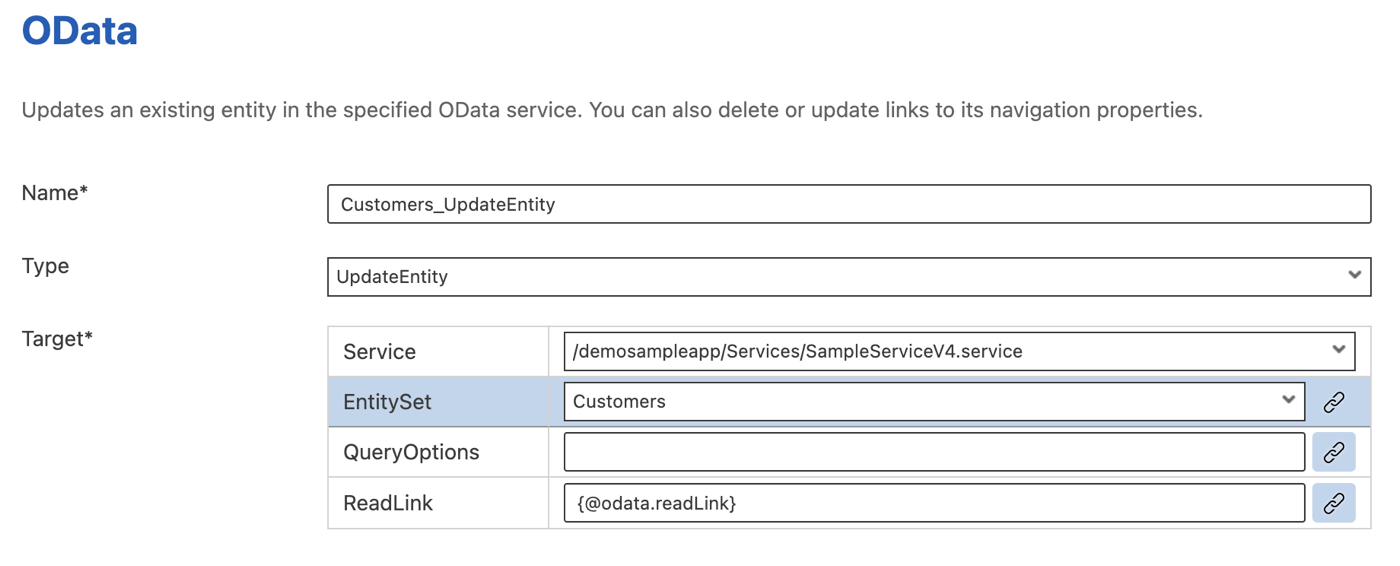 OData
Updates an existing entity in the specified OData service. You can also delete or update links to its navigation properties.
Name*
Customers_UpdateEntity
Type
UpdateEntity
Target*
Service
/demosampleapp/Services/SampleServiceV4.service
EntitySet
Customers
QueryOptions
ReadLink
{@odata.readLink}